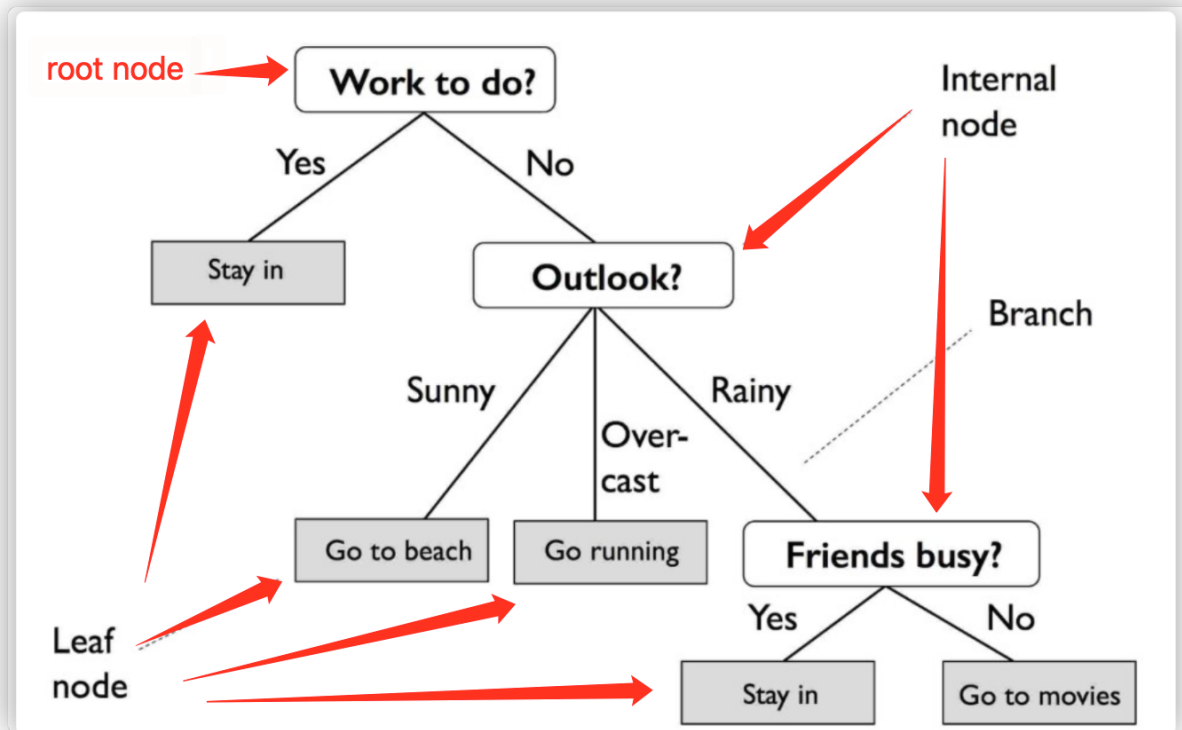 root node
Work to do?
Internal
node
Yes
No
Stay in
Outlook?
Branch
Sunny
Rainy
Over-
cast
Go to beach
Go running
Friends busy?
Leaf
node
Yes
No
Stay in
Go to movies